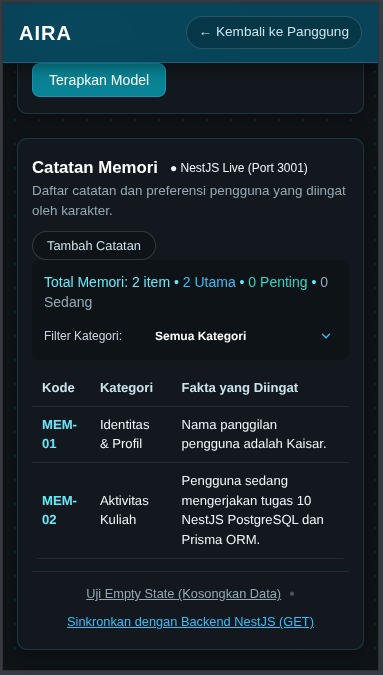 AIRA
← Kembali ke Panggung
Terapkan Model
Catatan Memori ● NestJS Live (Port 3001)
Daftar catatan dan preferensi pengguna yang diingat
oleh karakter.
Tambah Catatan
Total Memori: 2 item • 2 Utama • 0 Penting • 0
Sedang
Filter Kategori: Semua Kategori
Kode Kategori Fakta yang Diingat
MEM-
01
Identitas
& Profil
Nama panggilan
pengguna adalah Kaisar.
MEM-
02
Aktivitas
Kuliah
Pengguna sedang
mengerjakan tugas 10
NestJS PostgreSQL dan
Prisma ORM.
Uji Empty State (Kosongkan Data) •
Sinkronkan dengan Backend NestJS (GET)